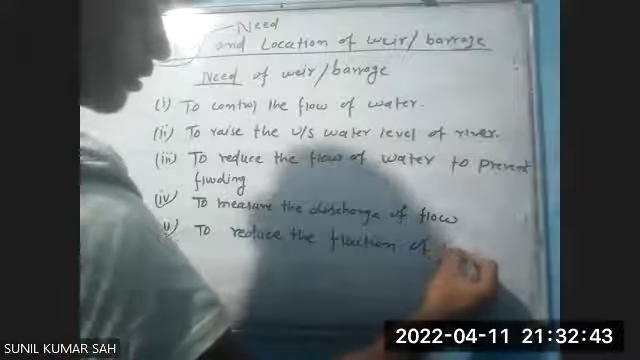 Need
and Location of weir/barrage
Need of weir/barrage
(i) To control the flow of water.
(ii) To raise the u/s water level of river.
(iii) To reduce the flow of water to prevent
flooding
(iv) To measure the discharge of flow
(v) To reduce the of
SUNIL KUMAR SAH
2022-04-11 21:32:43